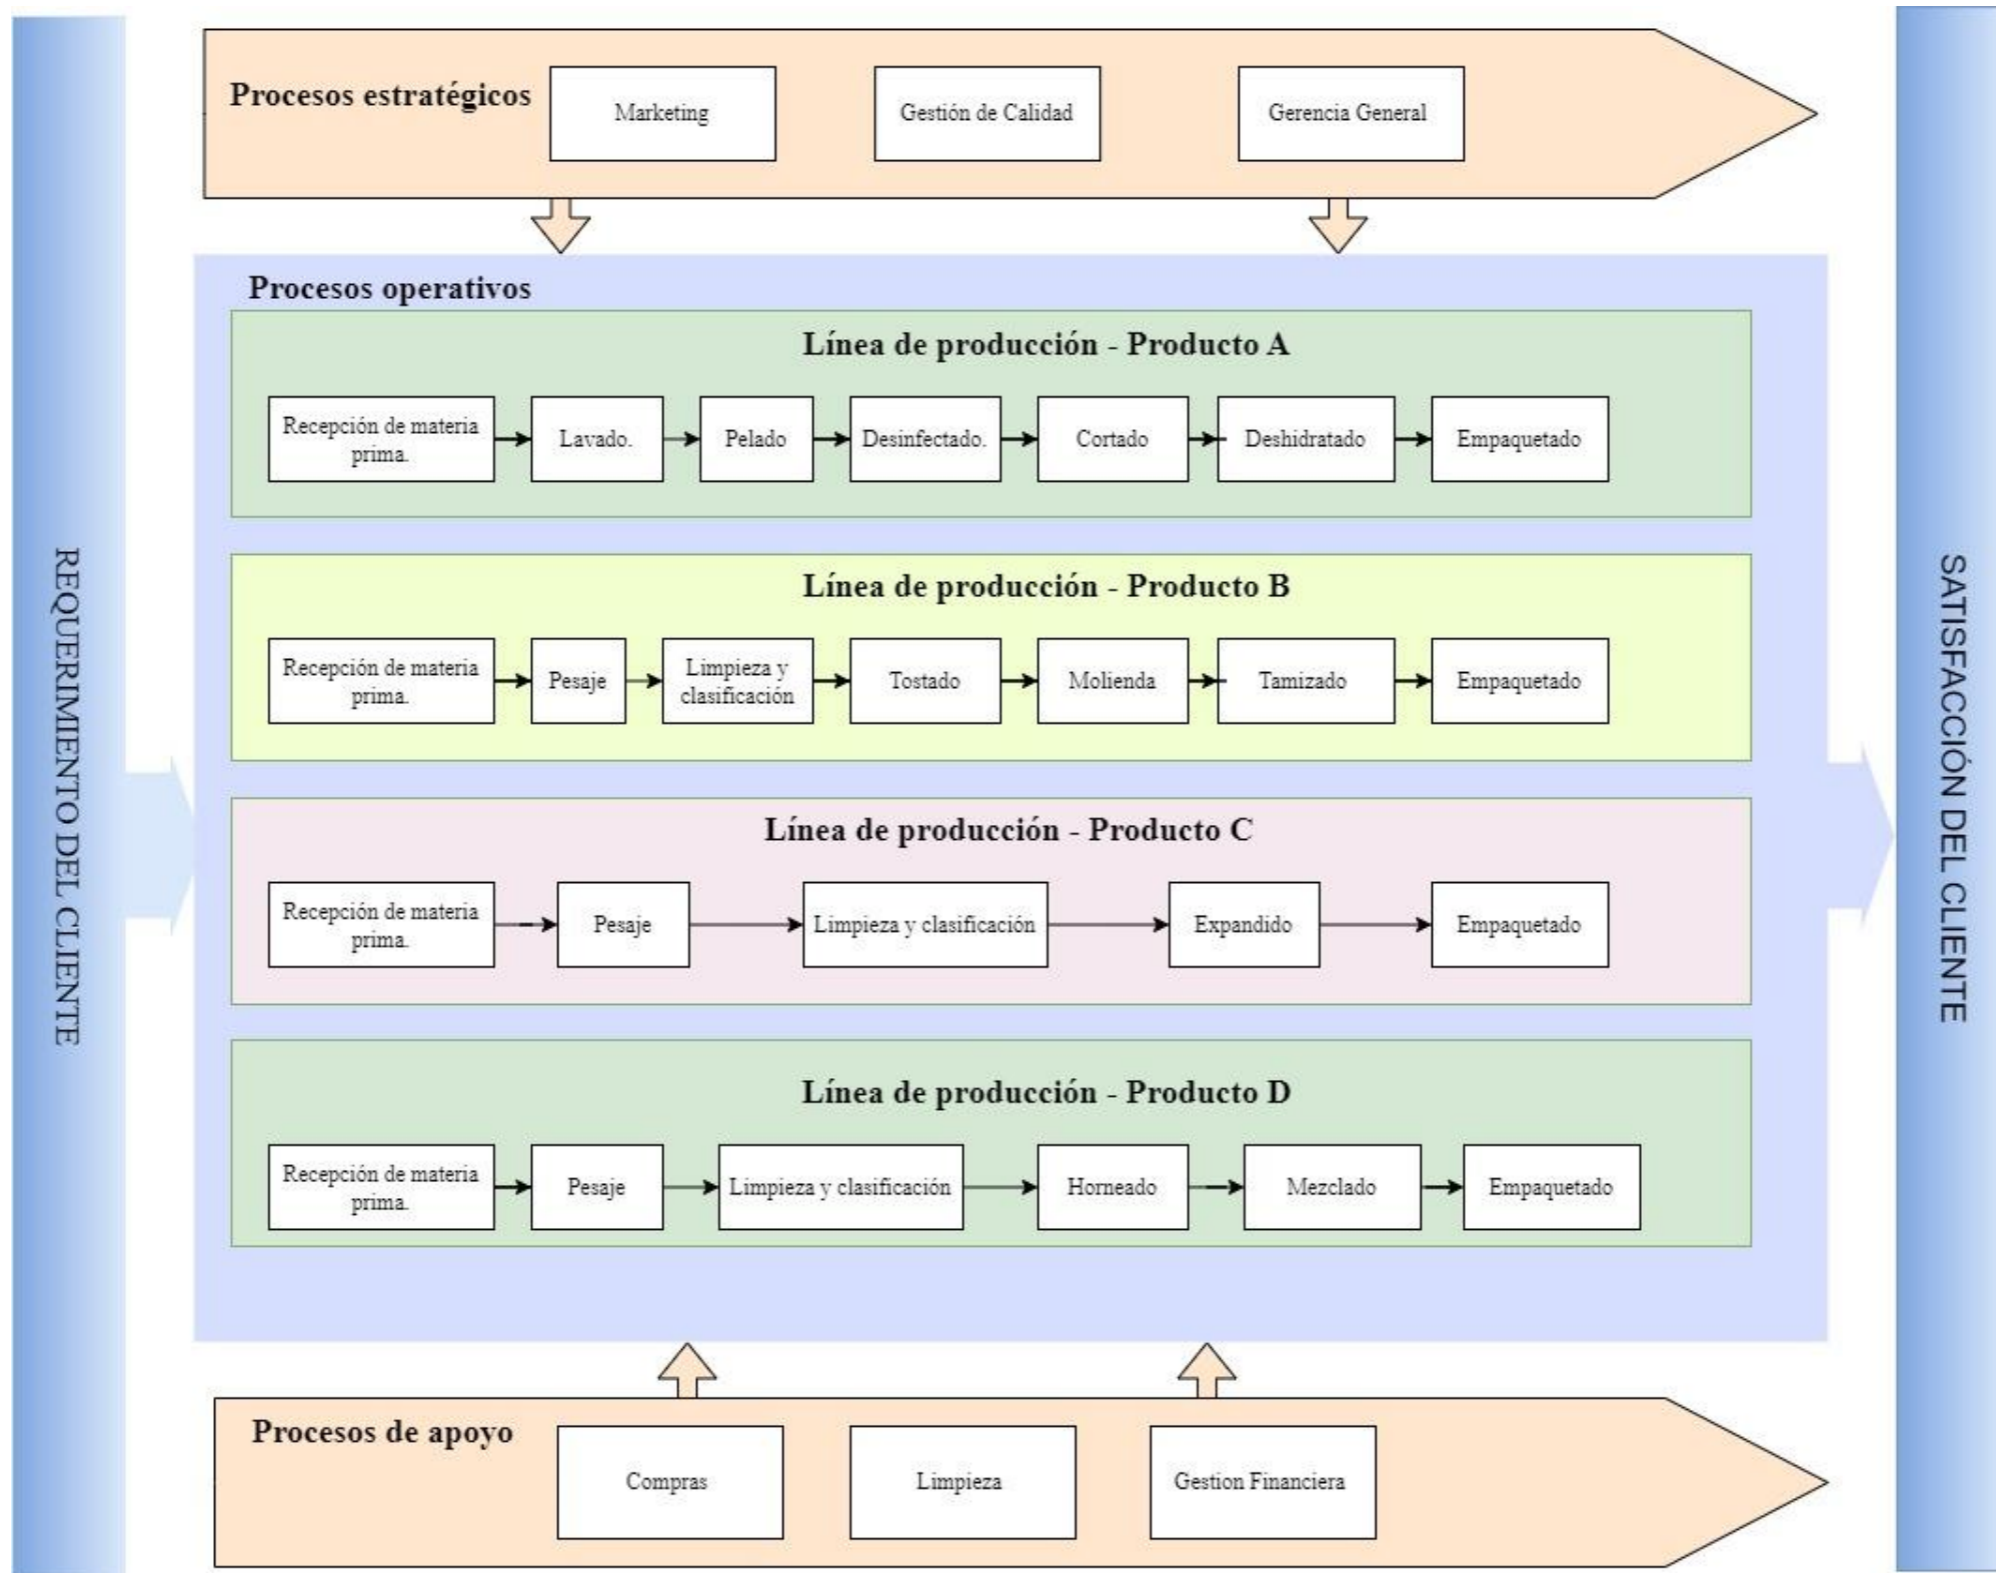 Procesos estratégicos
Marketing
Gestión de Calidad
Gerencia General
Procesos operativos
Línea de producción - Producto A
Recepción de materia
prima.
Lavado.
Pelado
Desinfectado.
Cortado
Deshidratado
Empaquetado
Línea de producción - Producto B
Recepción de materia
prima.
Pesaje
Limpieza y
clasificación
Tostado
Molienda
Tamizado
Empaquetado
Línea de producción - Producto C
Recepción de materia
prima.
Pesaje
Limpieza y clasificación
Expandido
Empaquetado
Línea de producción - Producto D
Recepción de materia
prima.
Pesaje
Limpieza y clasificación
Horneado
Mezclado
Empaquetado
Procesos de apoyo
Compras
Limpieza
Gestion Financiera
REQUERIMIENTO DEL CLIENTE
SATISFACCIÓN DEL CLIENTE